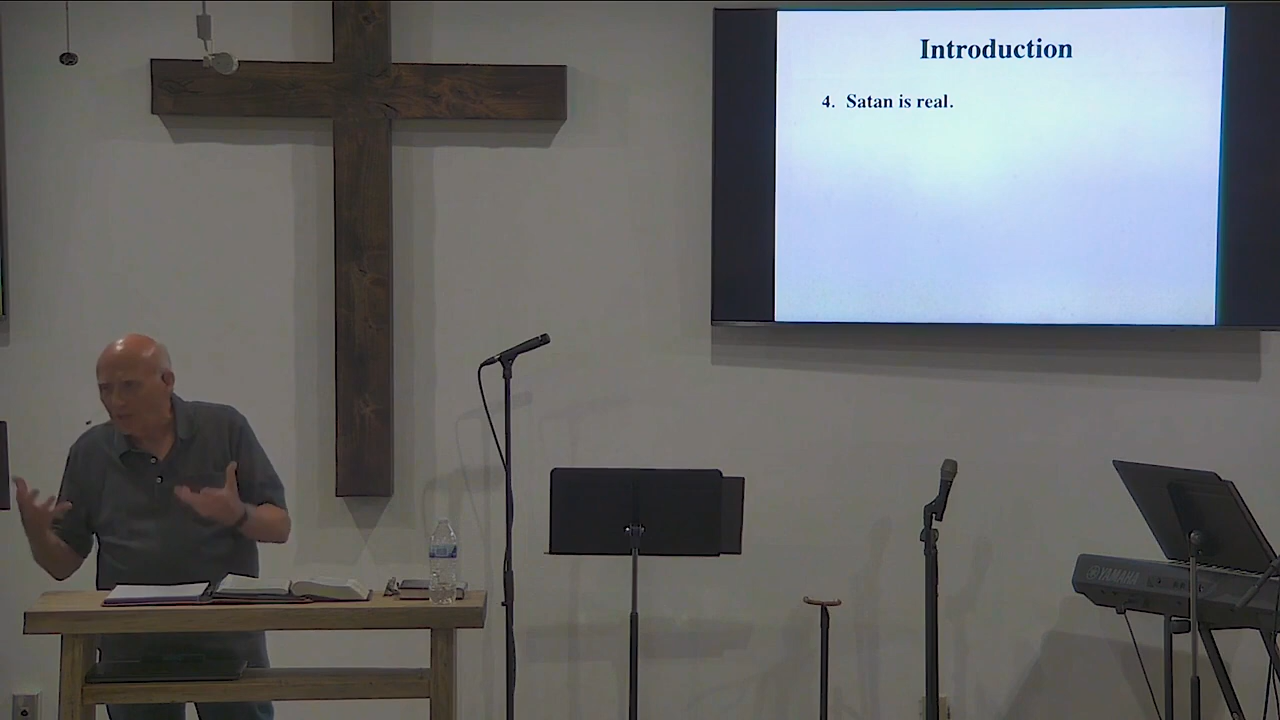 Introduction
4. Satan is real.
YAMAHA